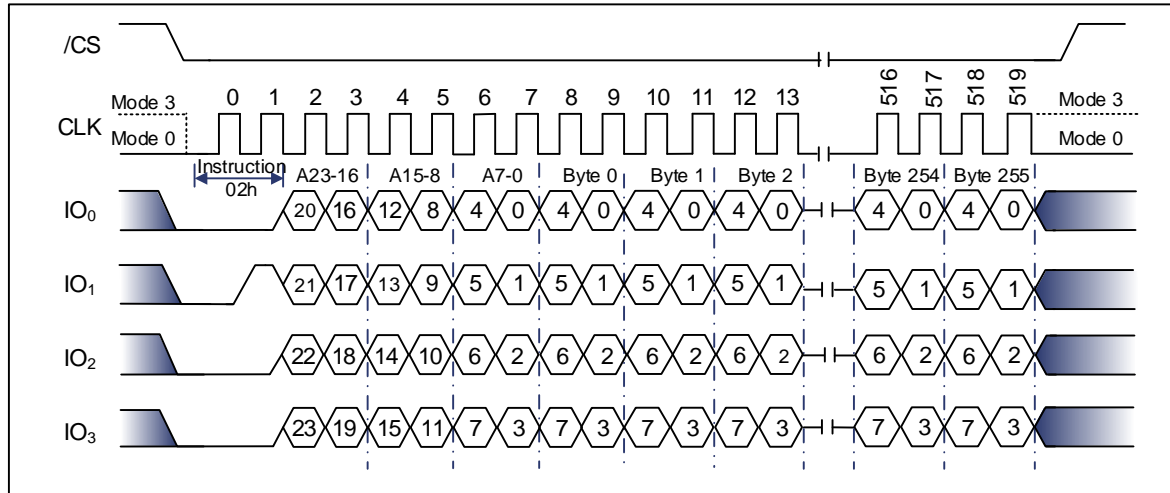 /CS
516 517 518 519
0 1 2 3 4 5 6 7 8 9 10 11 12 13
Mode 3 Mode 3
CLK
Mode 0 Mode 0
Instruction A23-16 A15-8 A7-0 Byte 0 Byte 1 Byte 2 Byte 254 Byte 255
02h
IO₀ 20 16 12 8 4 0 4 0 4 0 4 0 4 0 4 0
IO₁ 21 17 13 9 5 1 5 1 5 1 5 1 5 1 5 1
IO₂ 22 18 14 10 6 2 6 2 6 2 6 2 6 2 6 2
IO₃ 23 19 15 11 7 3 7 3 7 3 7 3 7 3 7 3